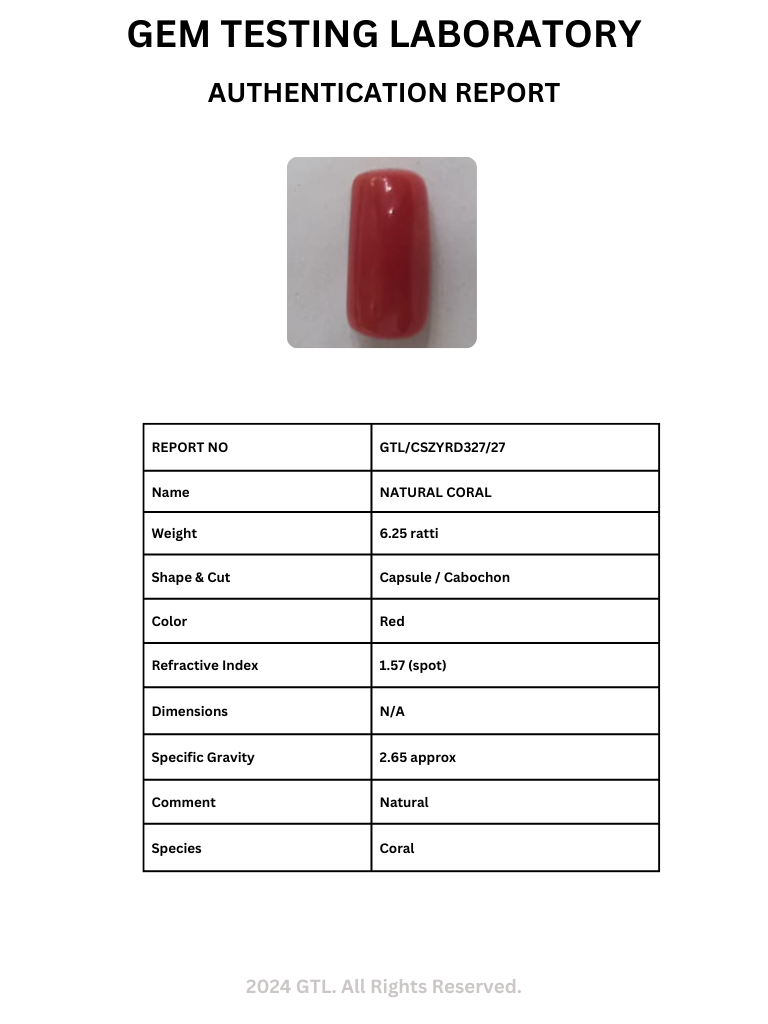 GEM TESTING LABORATORY
AUTHENTICATION REPORT
REPORT NO GTL/CSZYRD327/27
Name NATURAL CORAL
Weight 6.25 ratti
Shape & Cut Capsule / Cabochon
Color Red
Refractive Index 1.57 (spot)
Dimensions N/A
Specific Gravity 2.65 approx
Comment Natural
Species Coral
2024 GTL. All Rights Reserved.